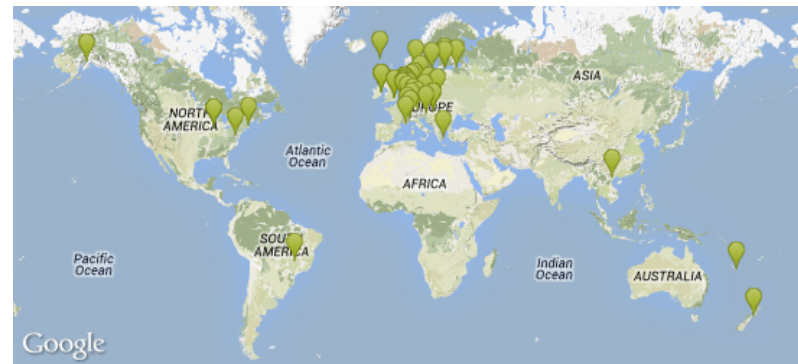 ASIA
NORTH
AMERICA
EUROPE
Atlantic
Ocean
AFRICA
SOUTH
AMERICA
Pacific
Ocean
Indian
Ocean
AUSTRALIA
Google